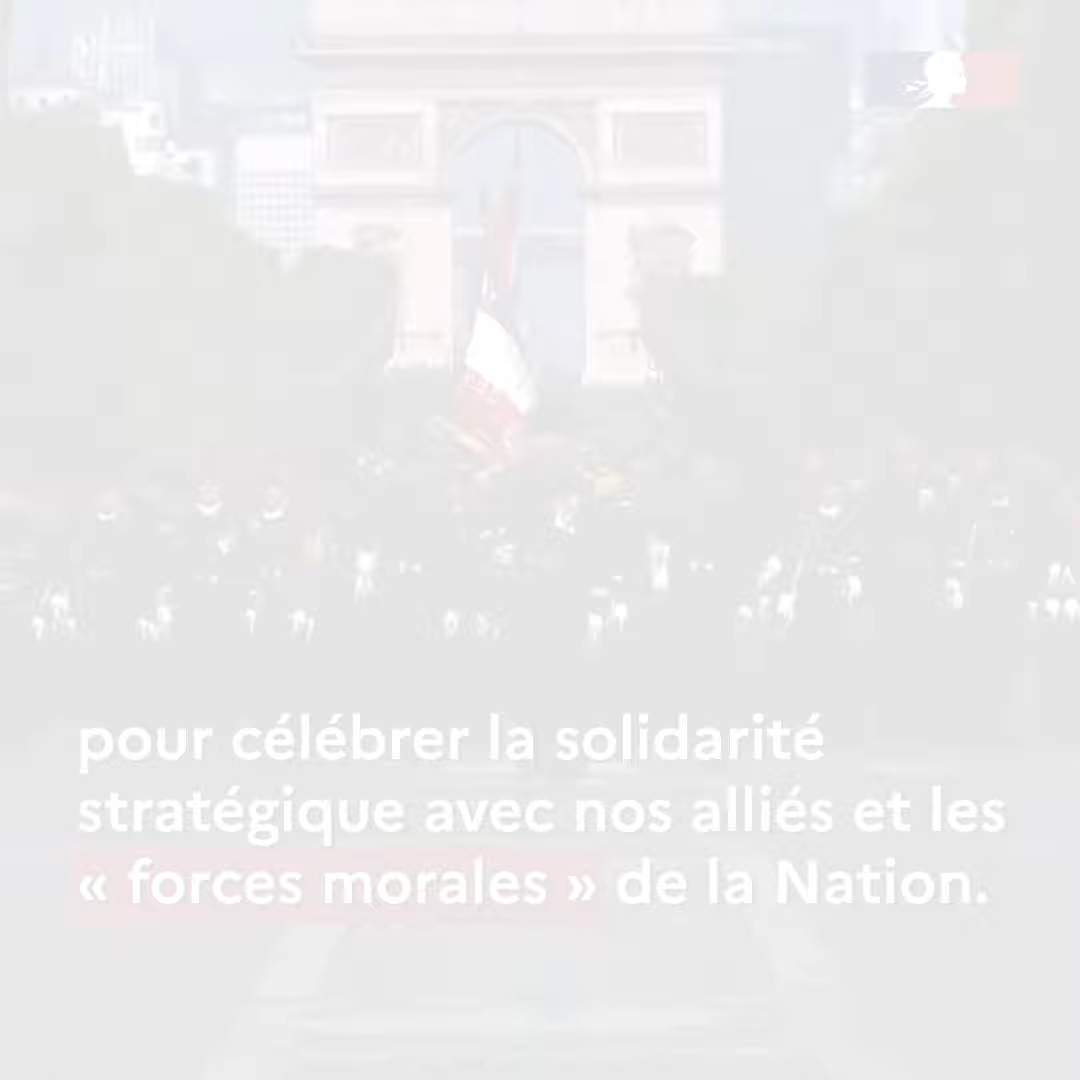 pour célébrer la solidarité
stratégique avec nos alliés et les
« forces morales » de la Nation.